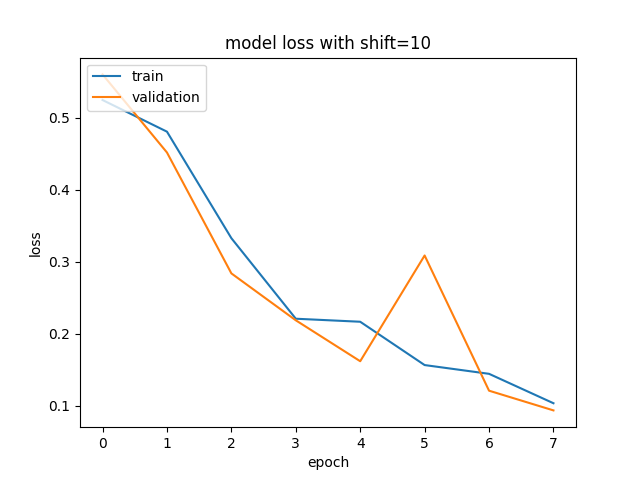 model loss with shift=10
train
validation
0.5
0.4
0.3
0.2
0.1
loss
0 1 2 3 4 5 6 7
epoch